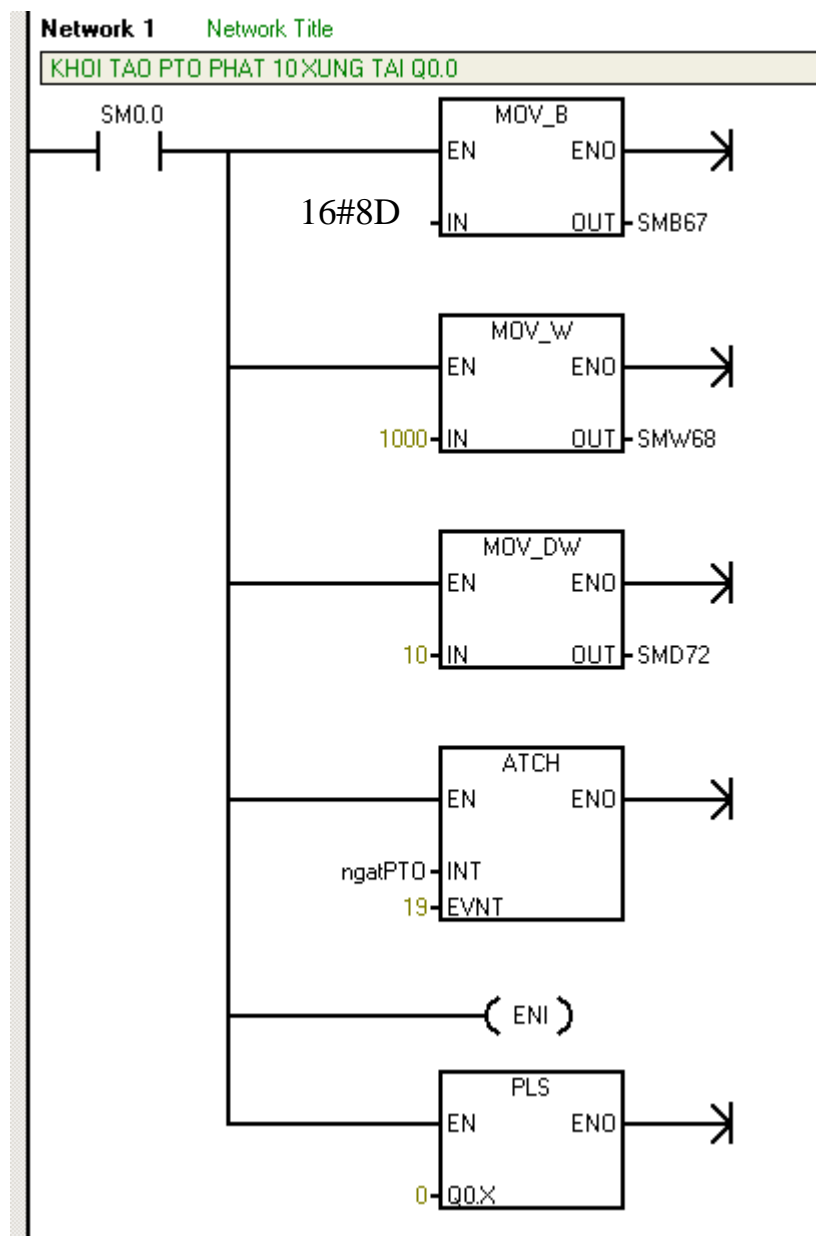 Network 1 Network Title
KHOI TAO PTO PHAT 10 XUNG TAI Q0.0
SM0.0
MOV_B
EN ENO
16#8D IN OUT SMB67
MOV_W
EN ENO
1000 IN OUT SMW68
MOV_DW
EN ENO
10 IN OUT SMD72
ATCH
EN ENO
ngatPTO INT
19 EVNT
ENI
PLS
EN ENO
0 Q0.X